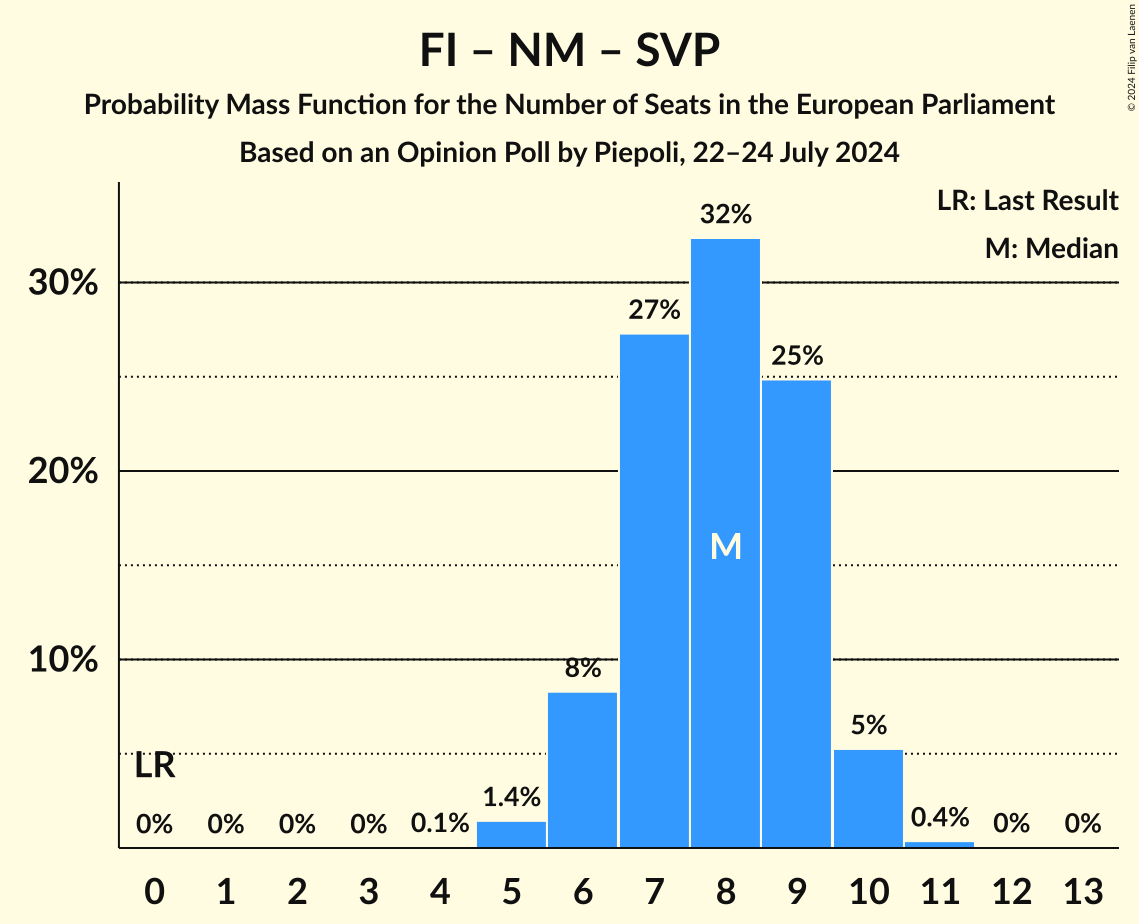 FI – NM – SVP
Probability Mass Function for the Number of Seats in the European Parliament
Based on an Opinion Poll by Piepoli, 22–24 July 2024
© 2024 Filip van Laenen
LR: Last Result
M: Median
30%
20%
10%
32%
27%
25%
M
8%
5%
LR
1.4%
0% 0% 0% 0% 0.1% 0.4% 0% 0%
0 1 2 3 4 5 6 7 8 9 10 11 12 13